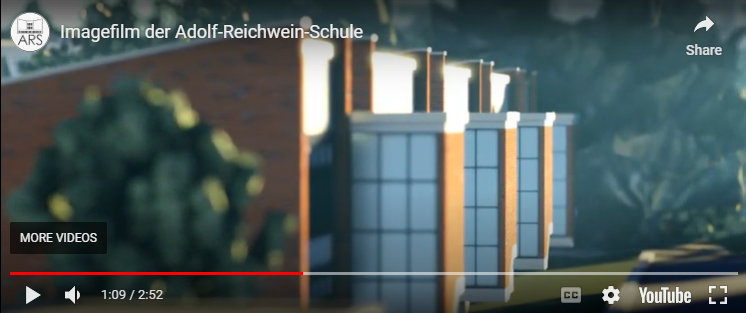 ARS
Imagefilm der Adolf-Reichwein-Schule
Share
MORE VIDEOS
1:09 / 2:52
CC
YouTube